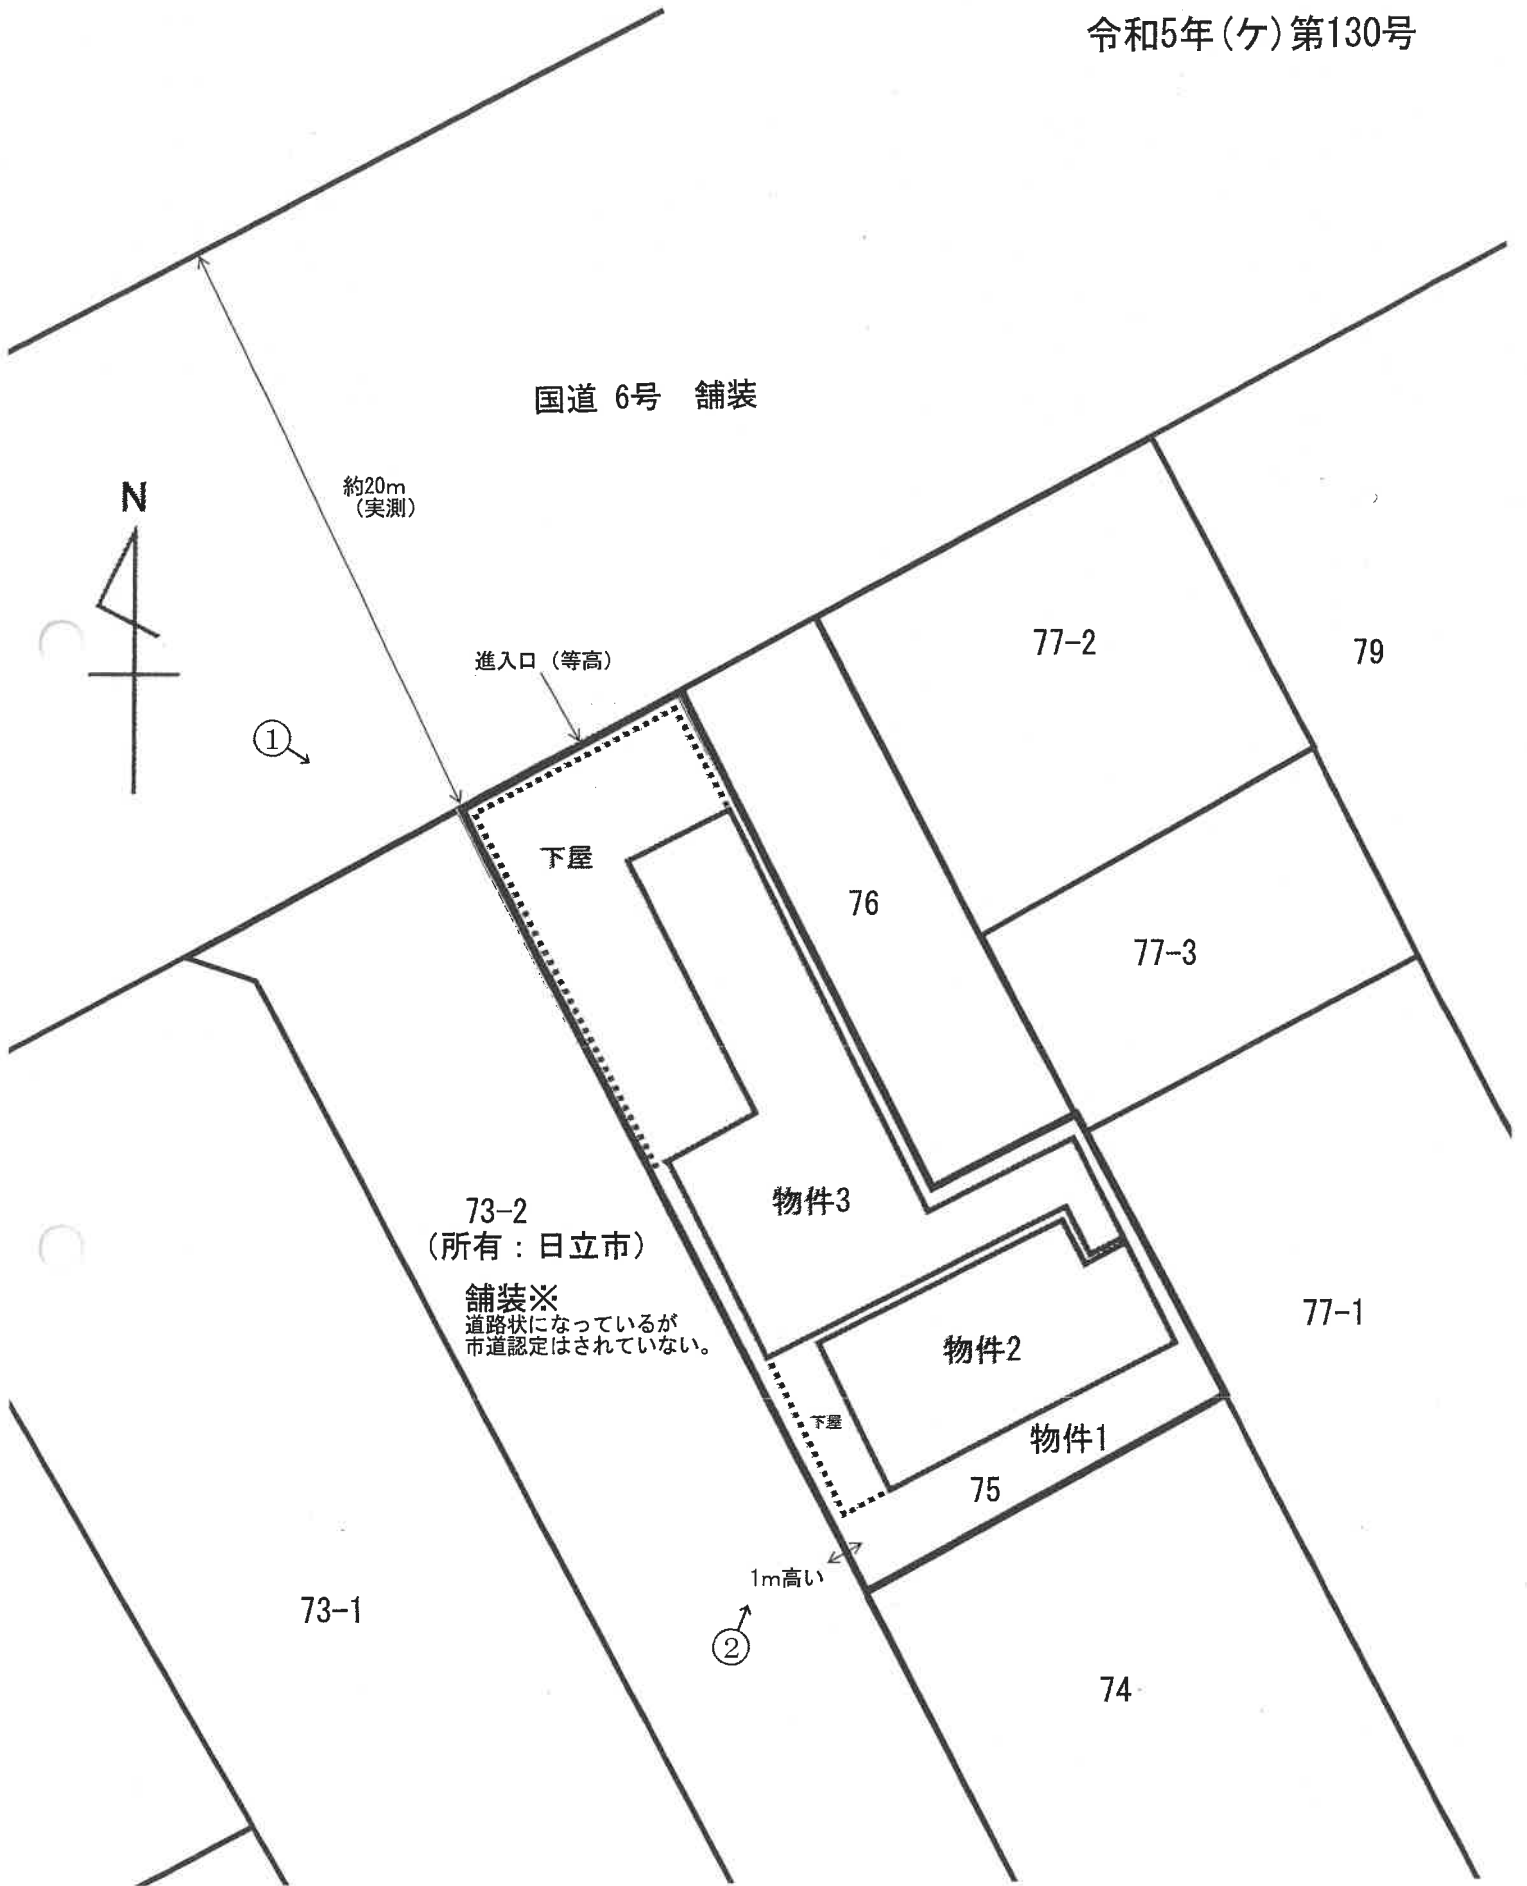 令和5年(ケ)第130号
国道 6号 舗装
約20m
(実測)
N
進入口(等高)
①
77-2
79
下屋
76
77-3
73-2
(所有:日立市)
舗装※
道路状になっているが
市道認定はされていない。
物件3
77-1
物件2
下屋
物件1
75
1m高い
73-1
②
74